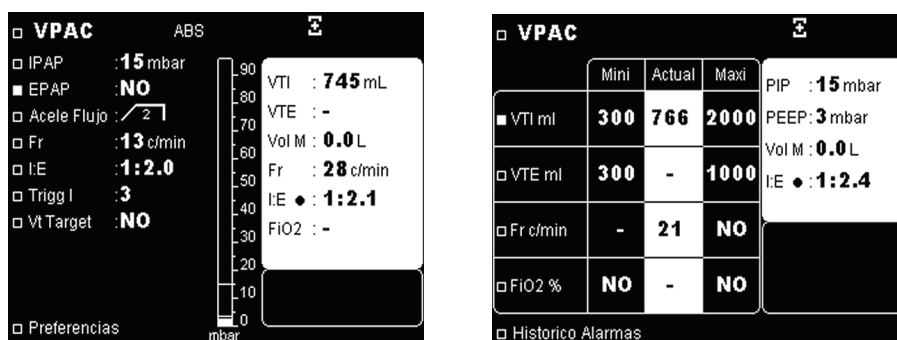 VPAC ABS
IPAP :15 mbar
EPAP :NO
Acele Flujo : 2
Fr :13 c/min
I:E :1:2.0
Trigg I :3
Vt Target :NO
Preferencias
90
80
70
60
50
40
30
20
10
0
mbar
VTI : 745 mL
VTE : -
Vol M : 0.0 L
Fr : 28 c/min
I:E ● : 1:2.1
FiO2 : -
VPAC
Mini Actual Maxi
VTI ml 300 766 2000
VTE ml 300 - 1000
Fr c/min - 21 NO
FiO2 % NO - NO
PIP : 15 mbar
PEEP: 3 mbar
Vol M : 0.0 L
I:E ● : 1:2.4
Historico Alarmas